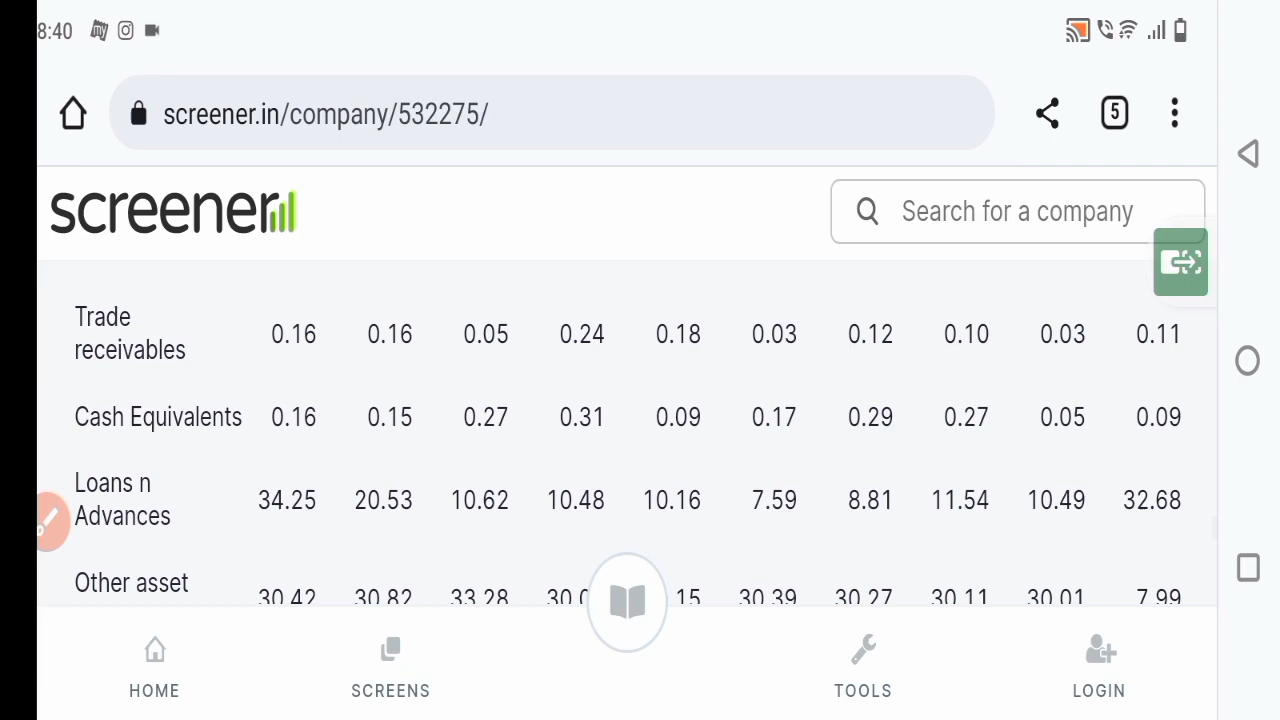 8:40
5
screener.in/company/532275/
screener
Search for a company
Trade
receivables 0.16 0.16 0.05 0.24 0.18 0.03 0.12 0.10 0.03 0.11
Cash Equivalents 0.16 0.15 0.27 0.31 0.09 0.17 0.29 0.27 0.05 0.09
Loans n
Advances 34.25 20.53 10.62 10.48 10.16 7.59 8.81 11.54 10.49 32.68
Other asset
30.42 30.82 33.28 30.39 30.27 30.11 30.01 7.99
HOME SCREENS TOOLS LOGIN